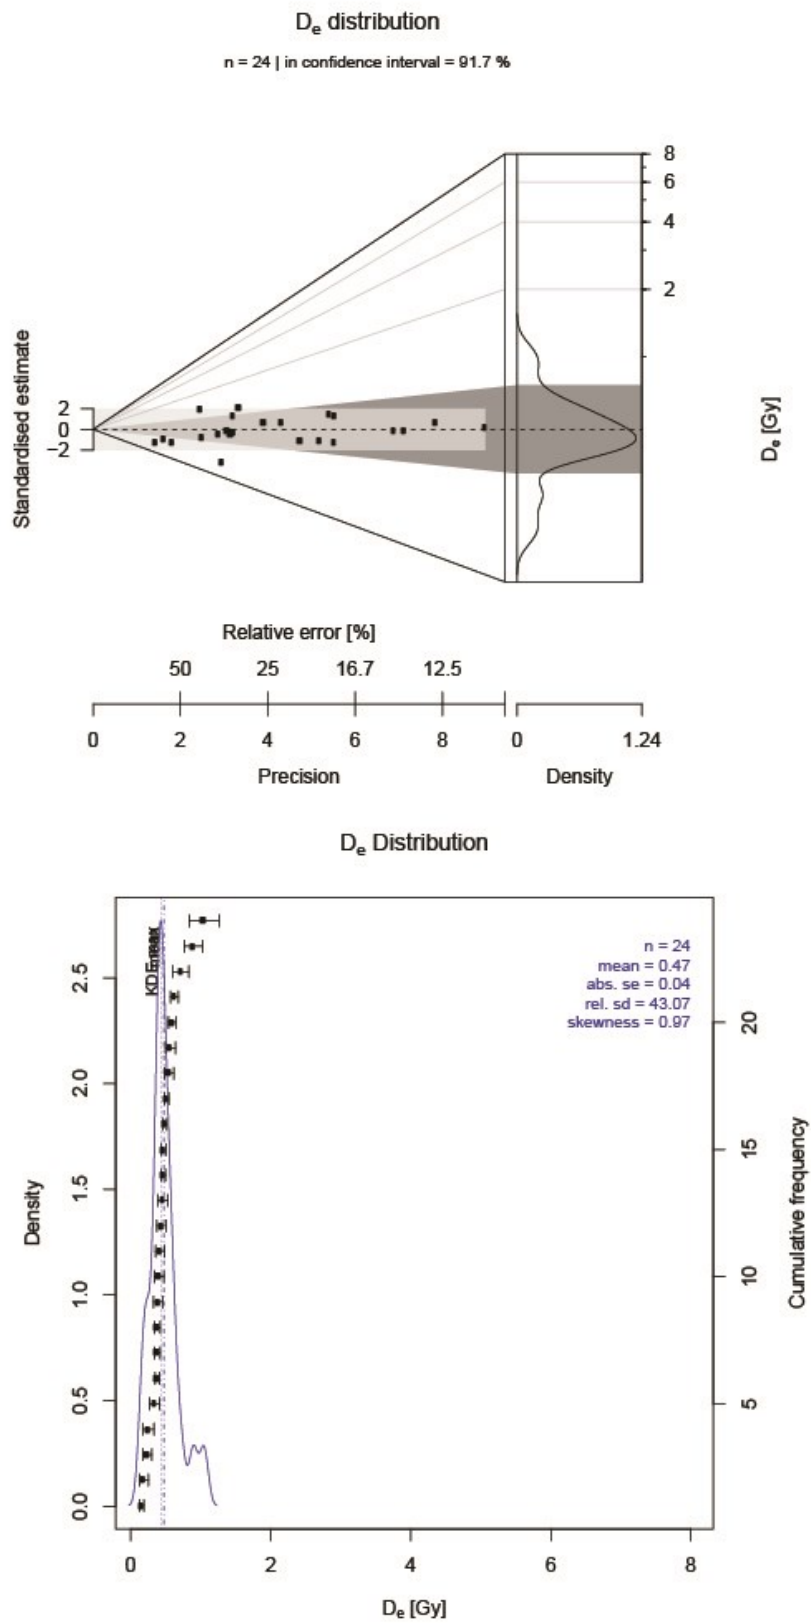 De distribution
n = 24 | in confidence interval = 91.7 %
8
6
4
2
Standardised estimate
2
0
−2
De [Gy]
Relative error [%]
50 25 16.7 12.5
0 2 4 6 8 0 1.24
Precision Density
De Distribution
n = 24
mean = 0.47
abs. se = 0.04
rel. sd = 43.07
skewness = 0.97
Density
0.0 0.5 1.0 1.5 2.0 2.5
Cumulative frequency
5 10 15 20
0 2 4 6 8
De [Gy]